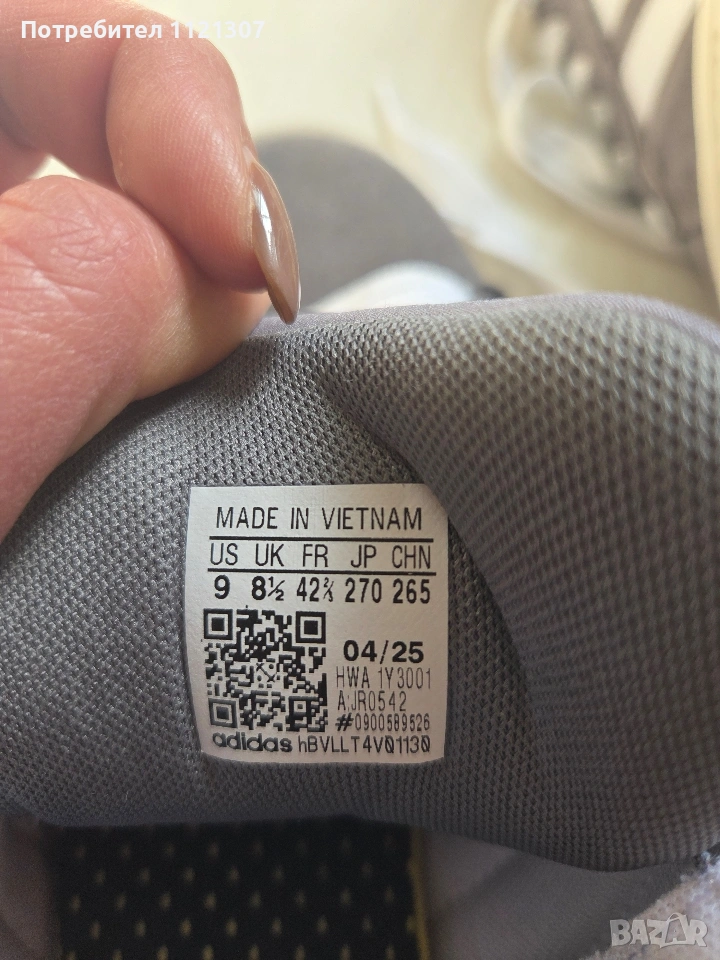 Потребител 1121307
MADE IN VIETNAM
US UK FR JP CHN
9 8½ 42⅔ 270 265
04/25
HWA 1Y3001
A:JR0542
#0900589526
adidas hBVLLT4V01130
BAZAR